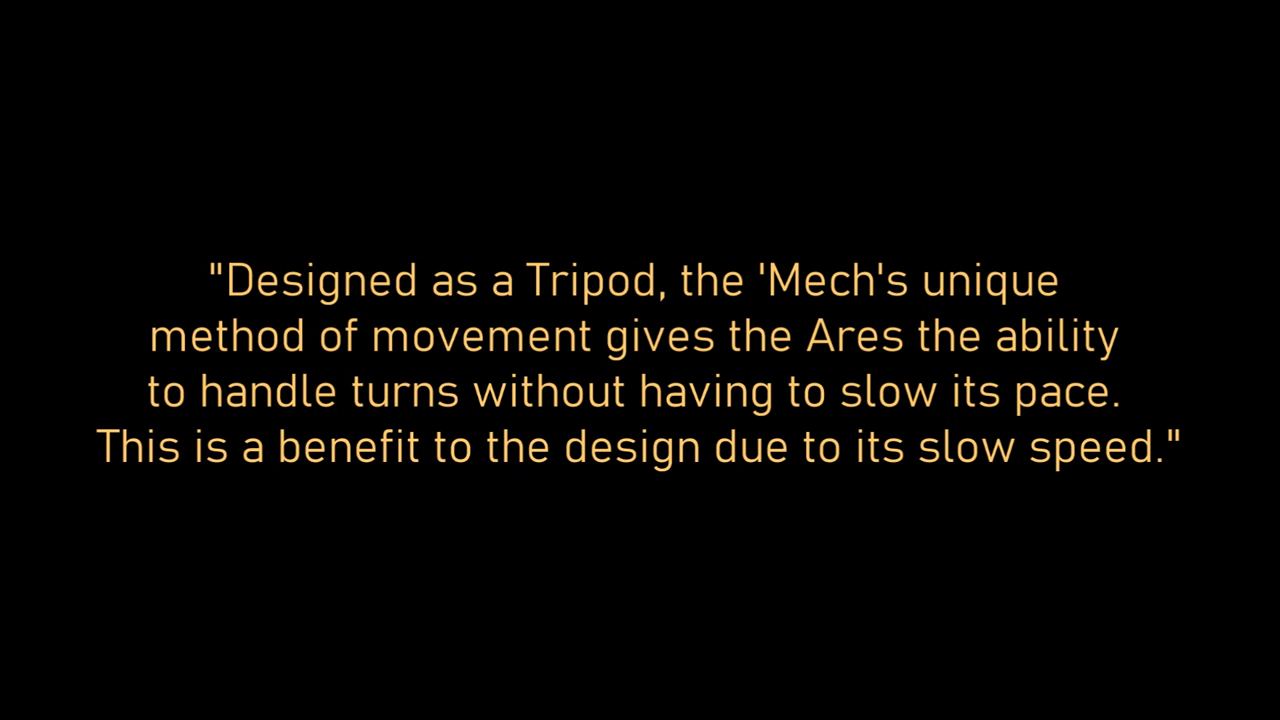 "Designed as a Tripod, the 'Mech's unique
method of movement gives the Ares the ability
to handle turns without having to slow its pace.
This is a benefit to the design due to its slow speed."